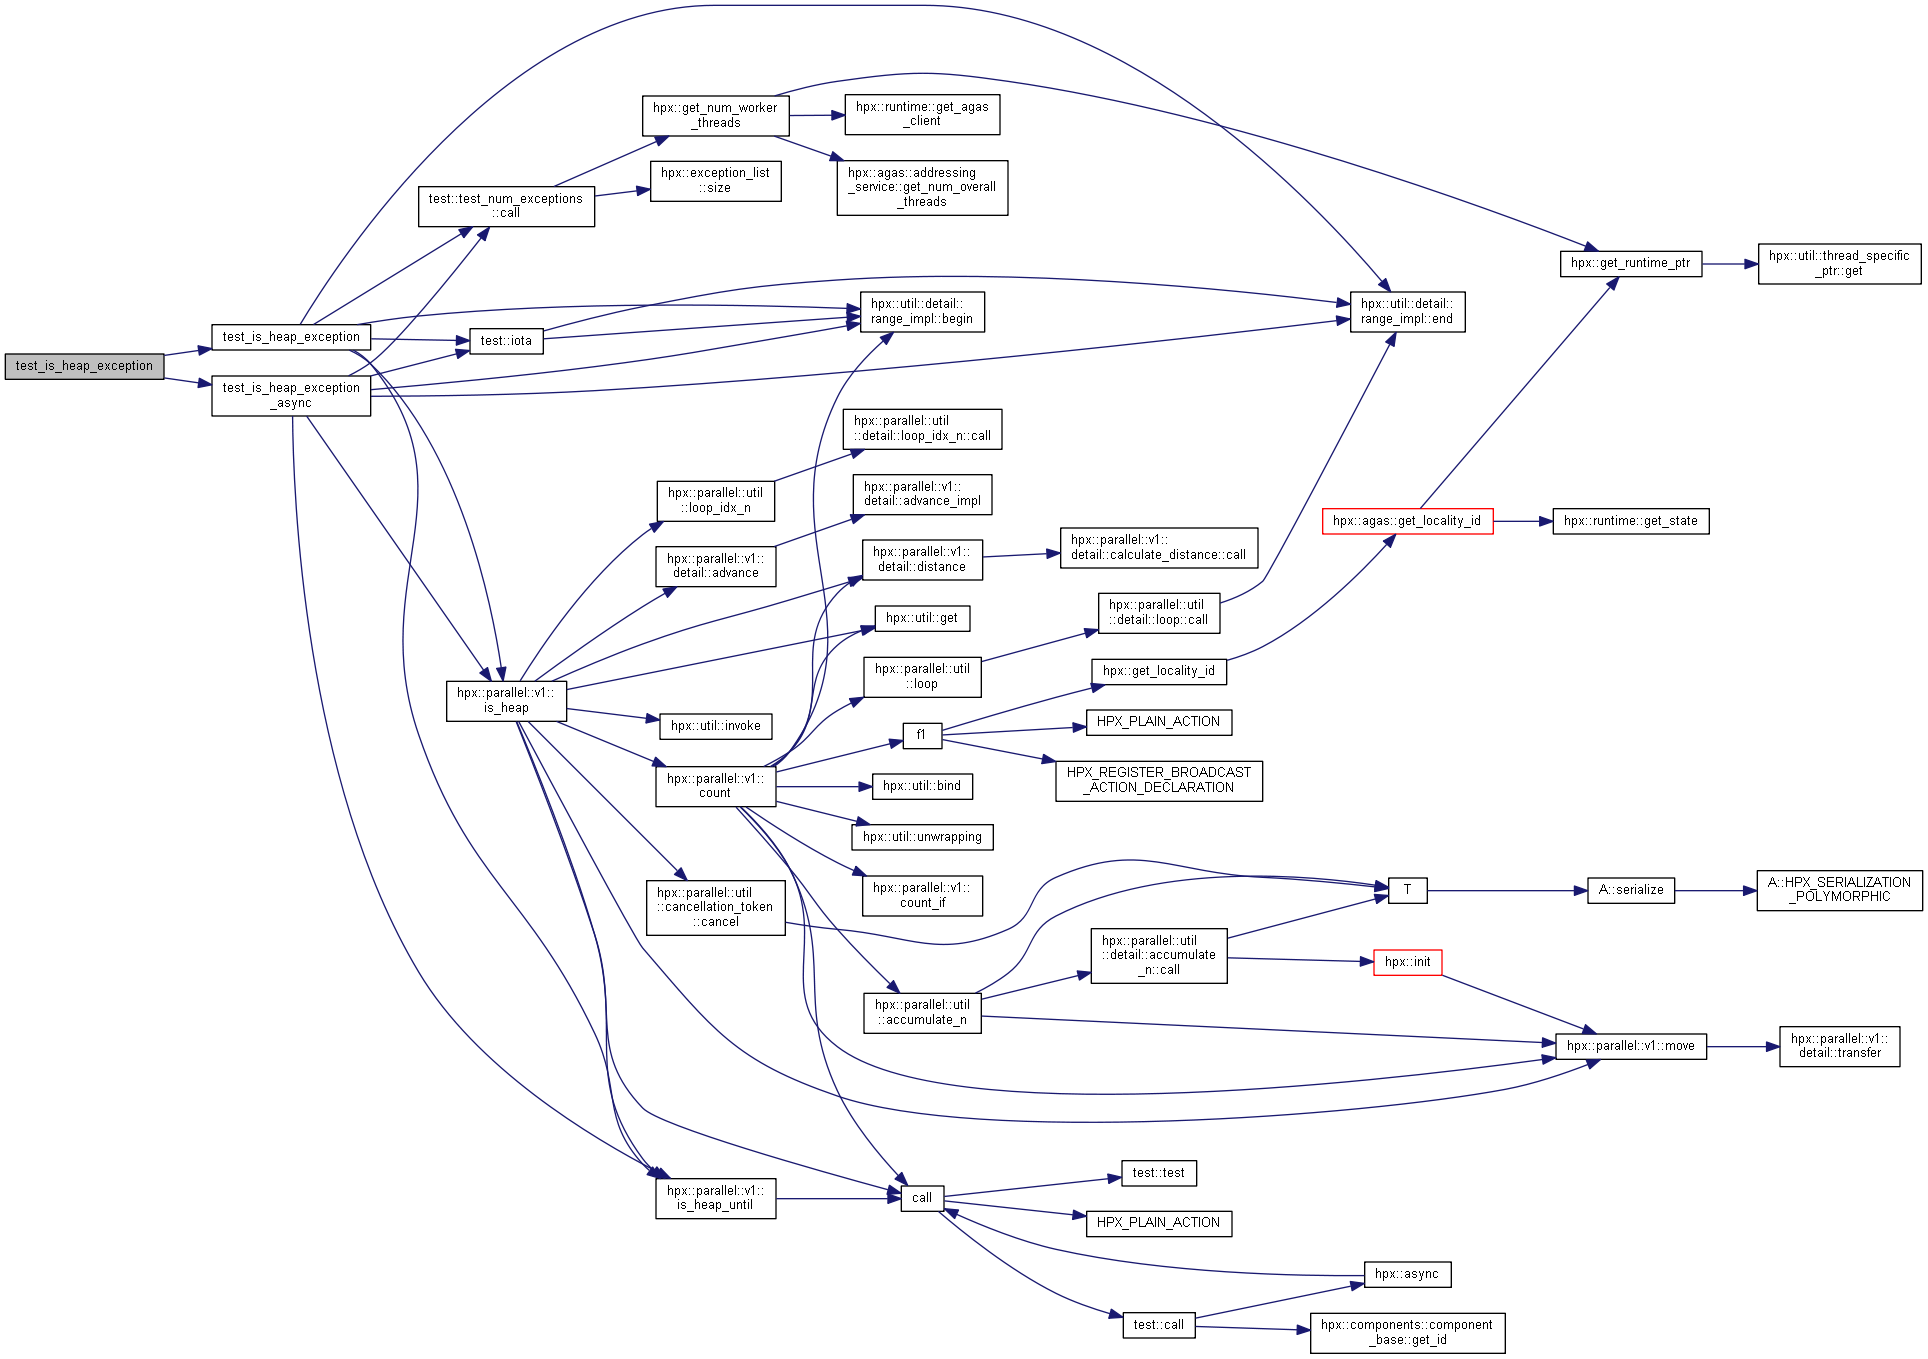 test_is_heap_exception
test_is_heap_exception
test_is_heap_exception
_async
test::test_num_exceptions
::call
test::iota
hpx::parallel::v1::
is_heap
hpx::get_num_worker
_threads
hpx::exception_list
::size
hpx::parallel::util
::loop_idx_n
hpx::parallel::v1::
detail::advance
hpx::util::invoke
hpx::parallel::v1::
count
hpx::parallel::util
::cancellation_token
::cancel
hpx::parallel::v1::
is_heap_until
hpx::runtime::get_agas
_client
hpx::agas::addressing
_service::get_num_overall
_threads
hpx::util::detail::
range_impl::begin
hpx::parallel::util
::detail::loop_idx_n::call
hpx::parallel::v1::
detail::advance_impl
hpx::parallel::v1::
detail::distance
hpx::util::get
hpx::parallel::util
::loop
f1
hpx::util::bind
hpx::util::unwrapping
hpx::parallel::v1::
count_if
hpx::parallel::util
::accumulate_n
call
hpx::parallel::v1::
detail::calculate_distance::call
hpx::parallel::util
::detail::loop::call
hpx::get_locality_id
HPX_PLAIN_ACTION
HPX_REGISTER_BROADCAST
_ACTION_DECLARATION
hpx::parallel::util
::detail::accumulate
_n::call
test::test
HPX_PLAIN_ACTION
test::call
hpx::util::detail::
range_impl::end
hpx::agas::get_locality_id
T
hpx::init
hpx::async
hpx::components::component
_base::get_id
hpx::get_runtime_ptr
hpx::runtime::get_state
A::serialize
hpx::parallel::v1::move
hpx::util::thread_specific
_ptr::get
A::HPX_SERIALIZATION
_POLYMORPHIC
hpx::parallel::v1::
detail::transfer